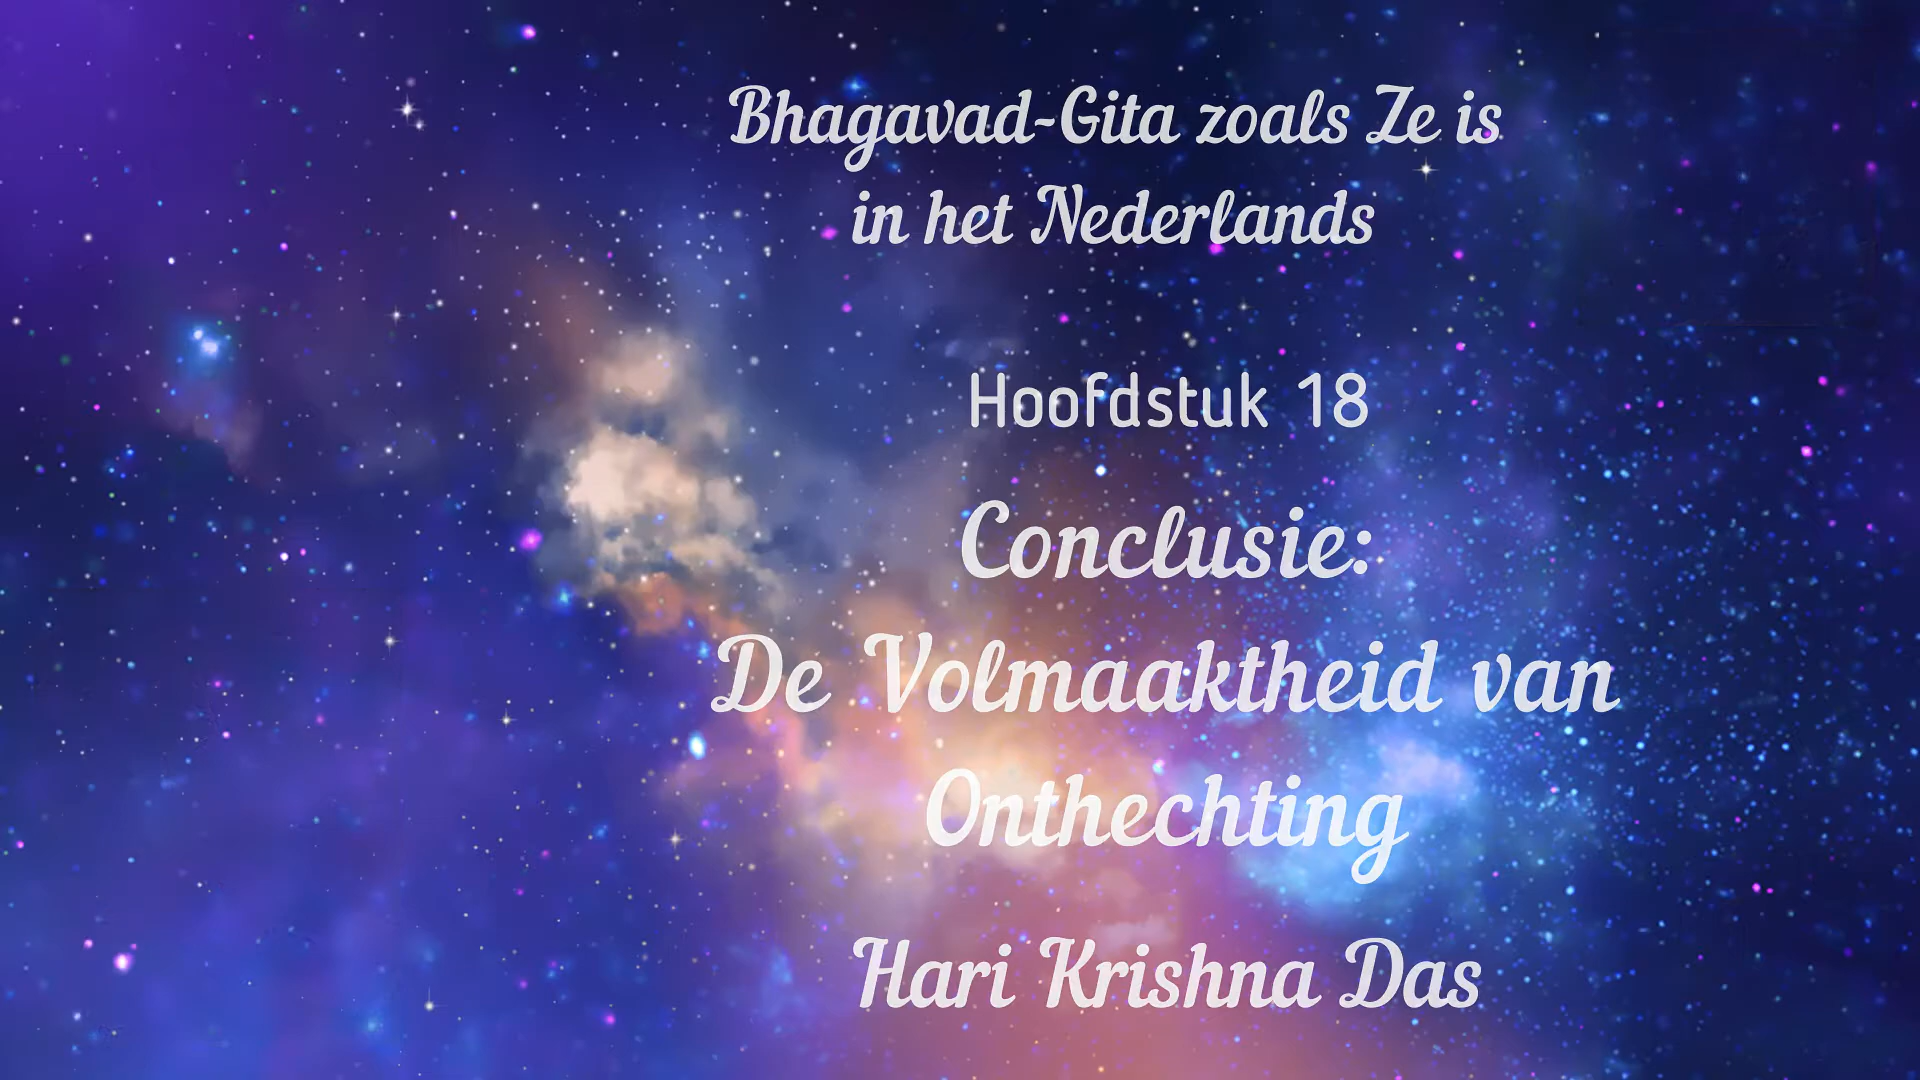 Bhagavad-Gita zoals Ze is
in het Nederlands
Hoofdstuk 18
Conclusie:
De Volmaaktheid van
Onthechting
Hari Krishna Das